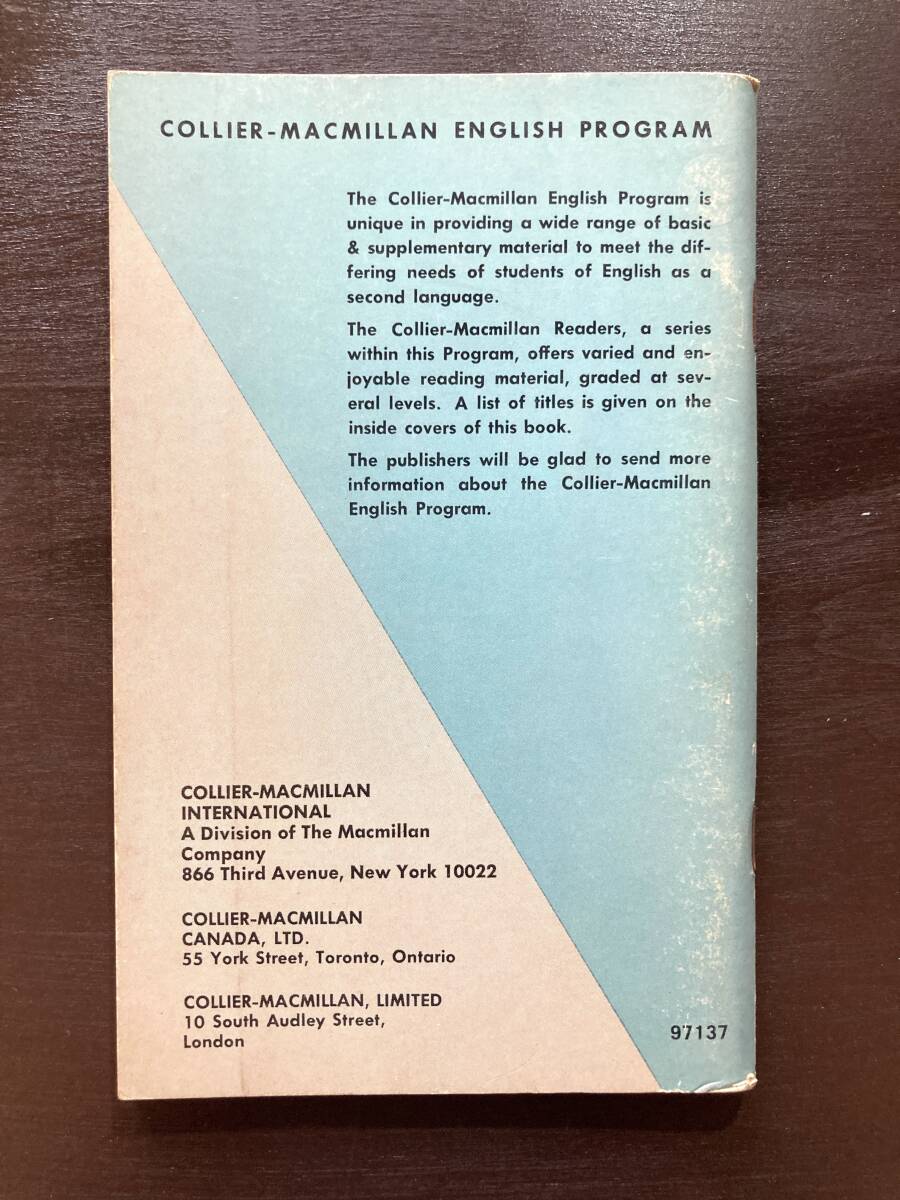 COLLIER-MACMILLAN ENGLISH PROGRAM
The Collier-Macmillan English Program is
unique in providing a wide range of basic
& supplementary material to meet the dif-
fering needs of students of English as a
second language.
The Collier-Macmillan Readers, a series
within this Program, offers varied and en-
joyable reading material, graded at sev-
eral levels. A list of titles is given on the
inside covers of this book.
The publishers will be glad to send more
information about the Collier-Macmillan
English Program.
COLLIER-MACMILLAN
INTERNATIONAL
A Division of The Macmillan
Company
866 Third Avenue, New York 10022
COLLIER-MACMILLAN
CANADA, LTD.
55 York Street, Toronto, Ontario
COLLIER-MACMILLAN, LIMITED
10 South Audley Street,
London
97137